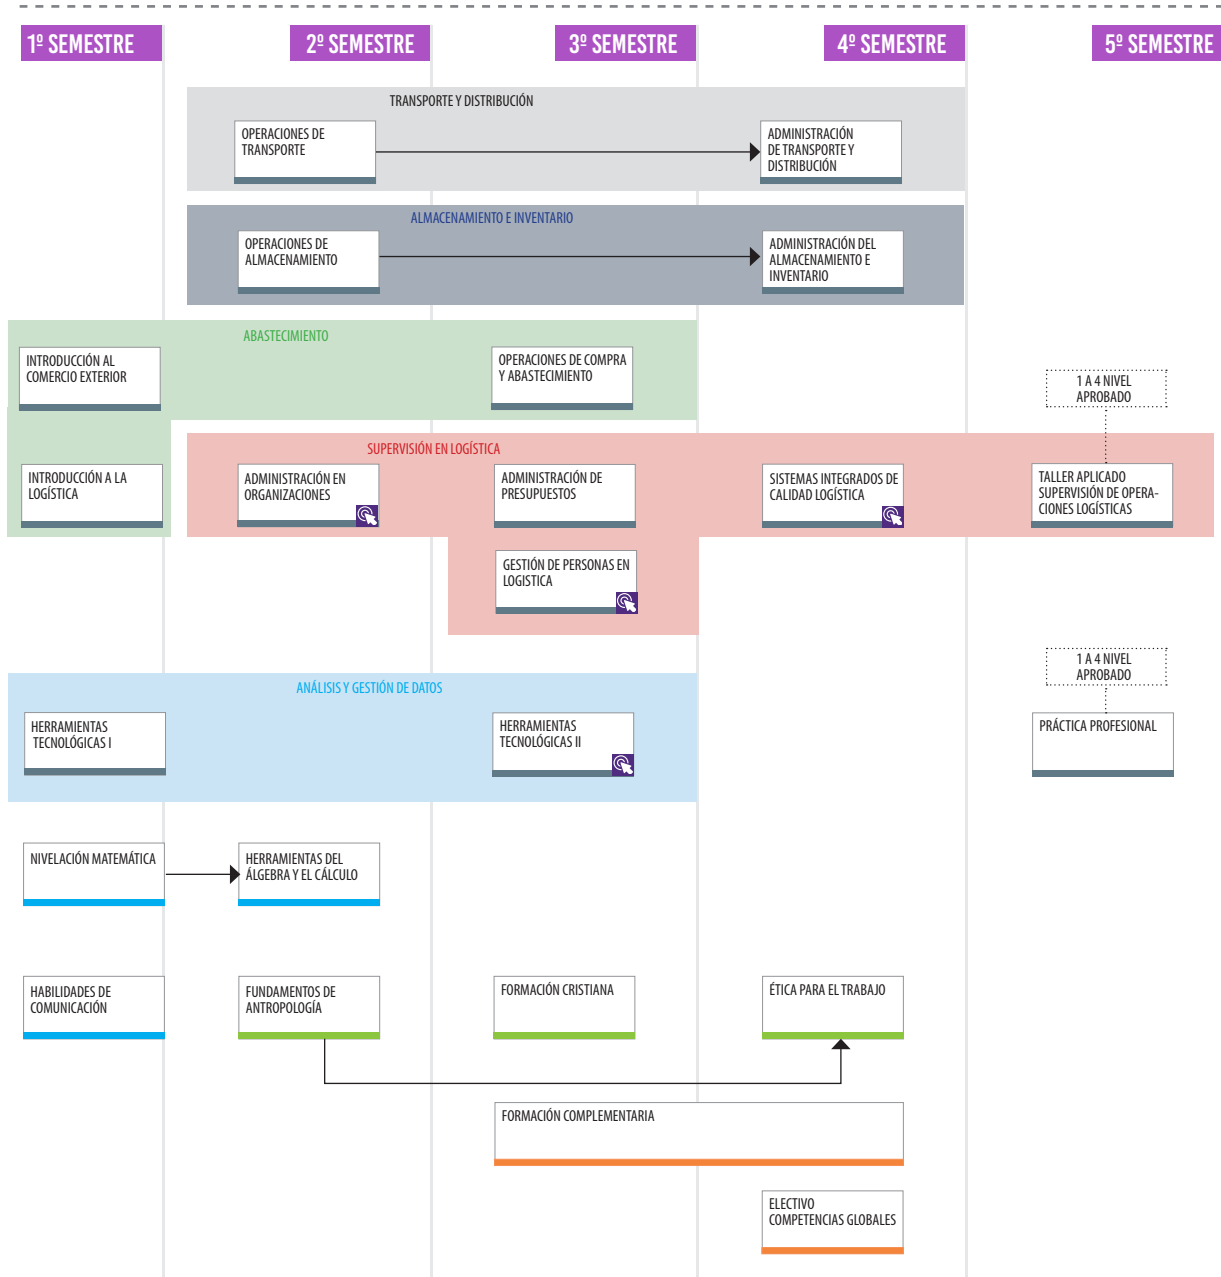 1º SEMESTRE
2º SEMESTRE
3º SEMESTRE
4º SEMESTRE
5º SEMESTRE
TRANSPORTE Y DISTRIBUCIÓN
OPERACIONES DE
TRANSPORTE
ADMINISTRACIÓN
DE TRANSPORTE Y
DISTRIBUCIÓN
ALMACENAMIENTO E INVENTARIO
OPERACIONES DE
ALMACENAMIENTO
ADMINISTRACIÓN DEL
ALMACENAMIENTO E
INVENTARIO
ABASTECIMIENTO
INTRODUCCIÓN AL
COMERCIO EXTERIOR
OPERACIONES DE COMPRA
Y ABASTECIMIENTO
1 A 4 NIVEL
APROBADO
SUPERVISIÓN EN LOGÍSTICA
INTRODUCCIÓN A LA
LOGÍSTICA
ADMINISTRACIÓN EN
ORGANIZACIONES
ADMINISTRACIÓN DE
PRESUPUESTOS
SISTEMAS INTEGRADOS DE
CALIDAD LOGÍSTICA
TALLER APLICADO
SUPERVISIÓN DE OPERA-
CIONES LOGÍSTICAS
GESTIÓN DE PERSONAS EN
LOGISTICA
1 A 4 NIVEL
APROBADO
ANÁLISIS Y GESTIÓN DE DATOS
HERRAMIENTAS
TECNOLÓGICAS I
HERRAMIENTAS
TECNOLÓGICAS II
PRÁCTICA PROFESIONAL
NIVELACIÓN MATEMÁTICA
HERRAMIENTAS DEL
ÁLGEBRA Y EL CÁLCULO
HABILIDADES DE
COMUNICACIÓN
FUNDAMENTOS DE
ANTROPOLOGÍA
FORMACIÓN CRISTIANA
ÉTICA PARA EL TRABAJO
FORMACIÓN COMPLEMENTARIA
ELECTIVO
COMPETENCIAS GLOBALES